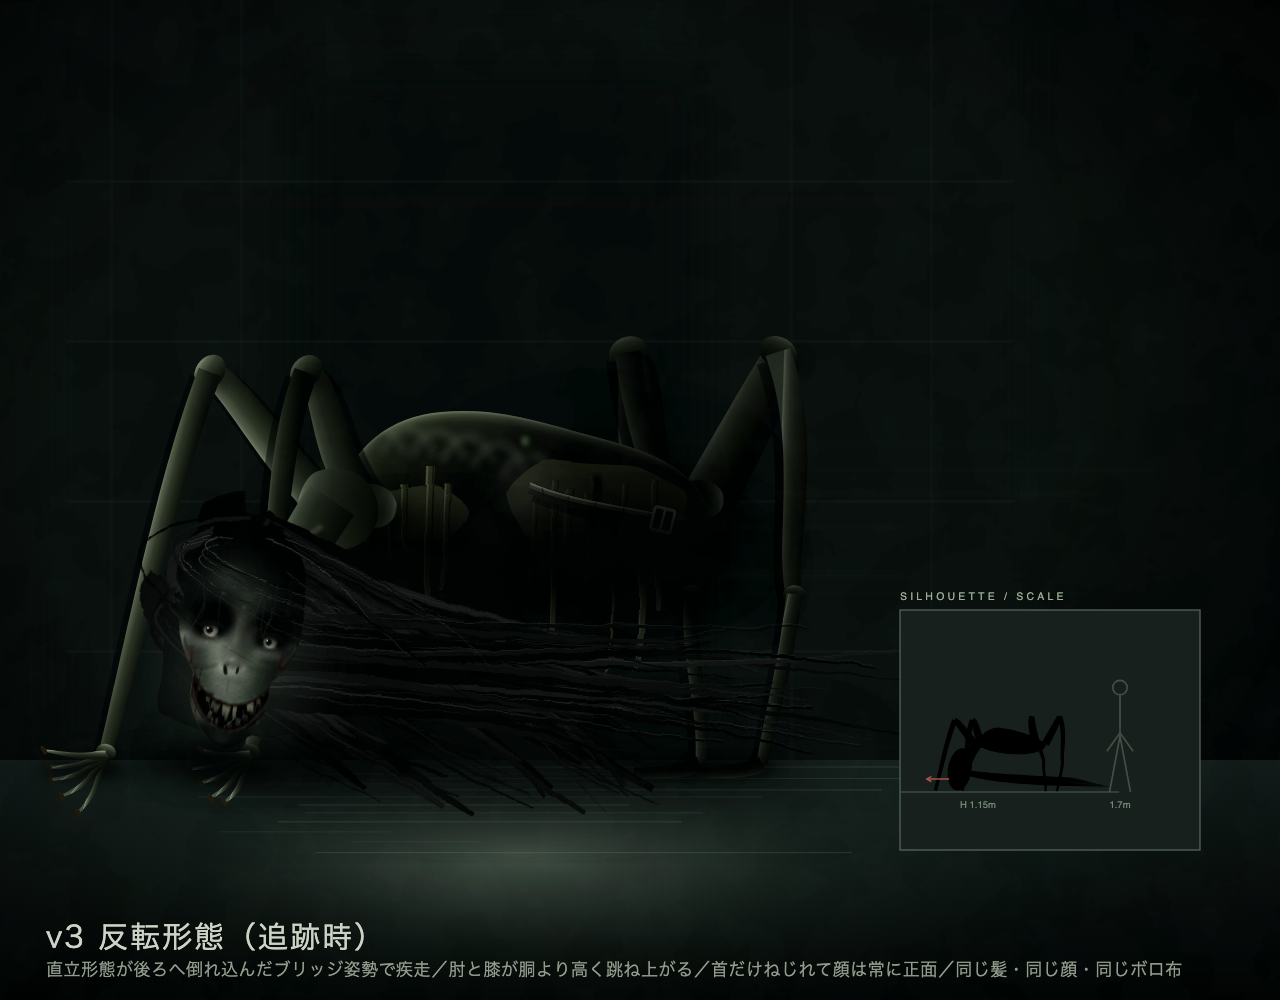 SILHOUETTE / SCALE
H 1.15m
1.7m
v3 反転形態（追跡時）
直立形態が後ろへ倒れ込んだブリッジ姿勢で疾走／肘と膝が胴より高く跳ね上がる／首だけねじれて顔は常に正面／同じ髪・同じ顔・同じボロ布